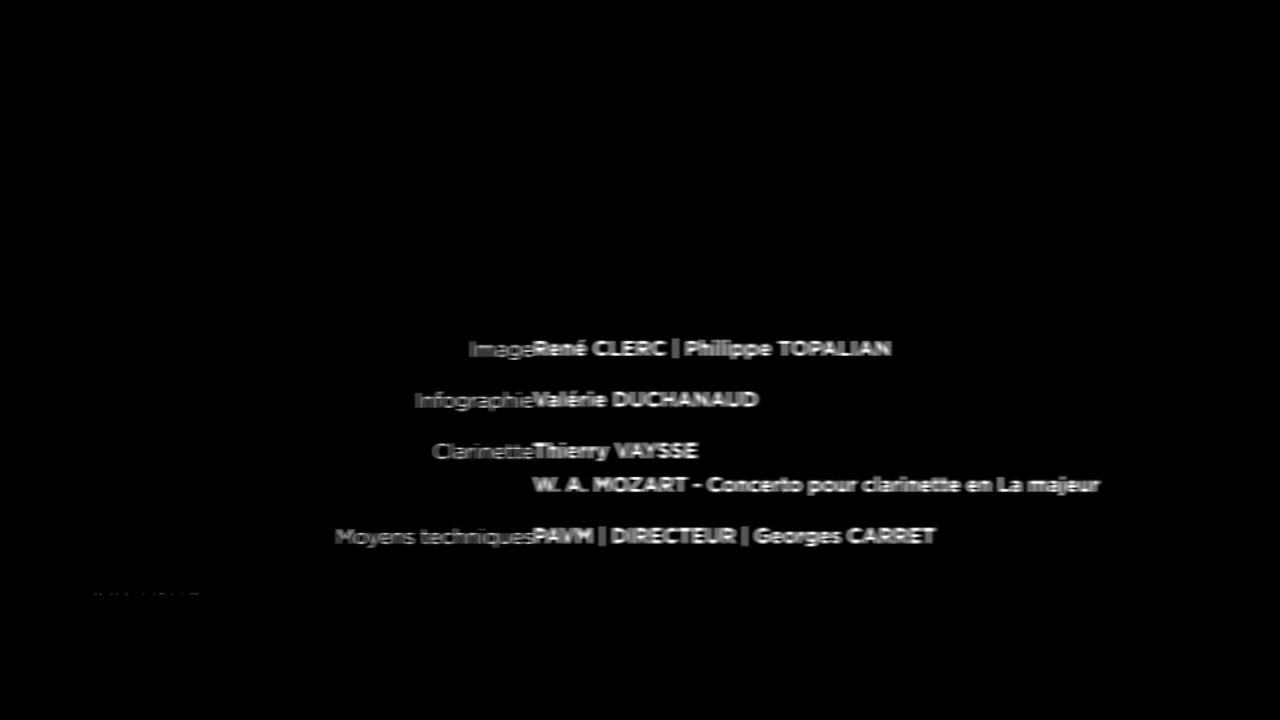 Image René CLERC | Philippe TOPALIAN
Infographie Valérie DUCHANAUD
Clarinette Thierry VAYSSE
W. A. MOZART - Concerto pour clarinette en La majeur
Moyens techniques PAVM | DIRECTEUR | Georges CARRET